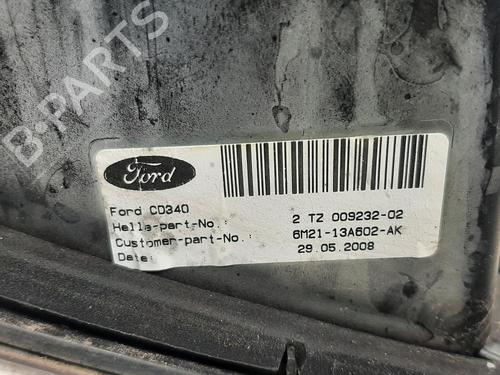 B-PARTS
Ford
Ford CD340
Hella-part-No.: 2 TZ 009232-02
Customer-part-No.: 6M21-13A602-AK
Date: 29.05.2008